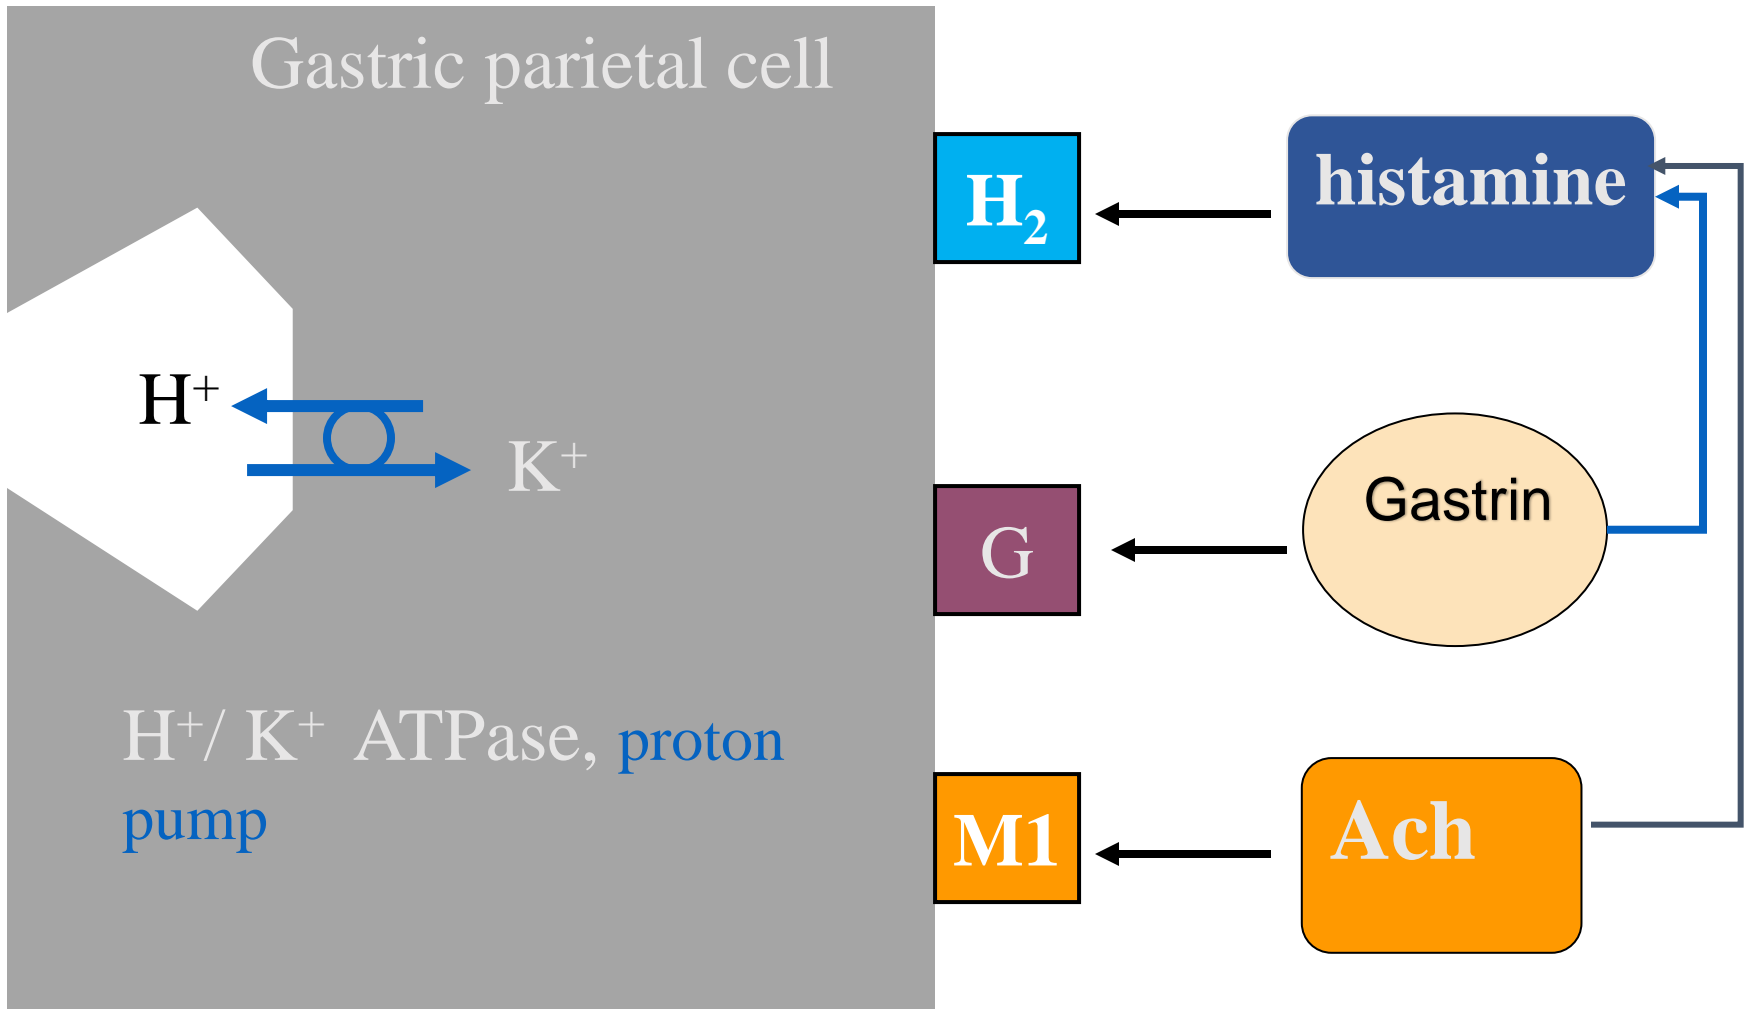 Gastric parietal cell
H₂
histamine
H⁺
K⁺
G
Gastrin
H⁺/ K⁺ ATPase, proton
pump
M1
Ach